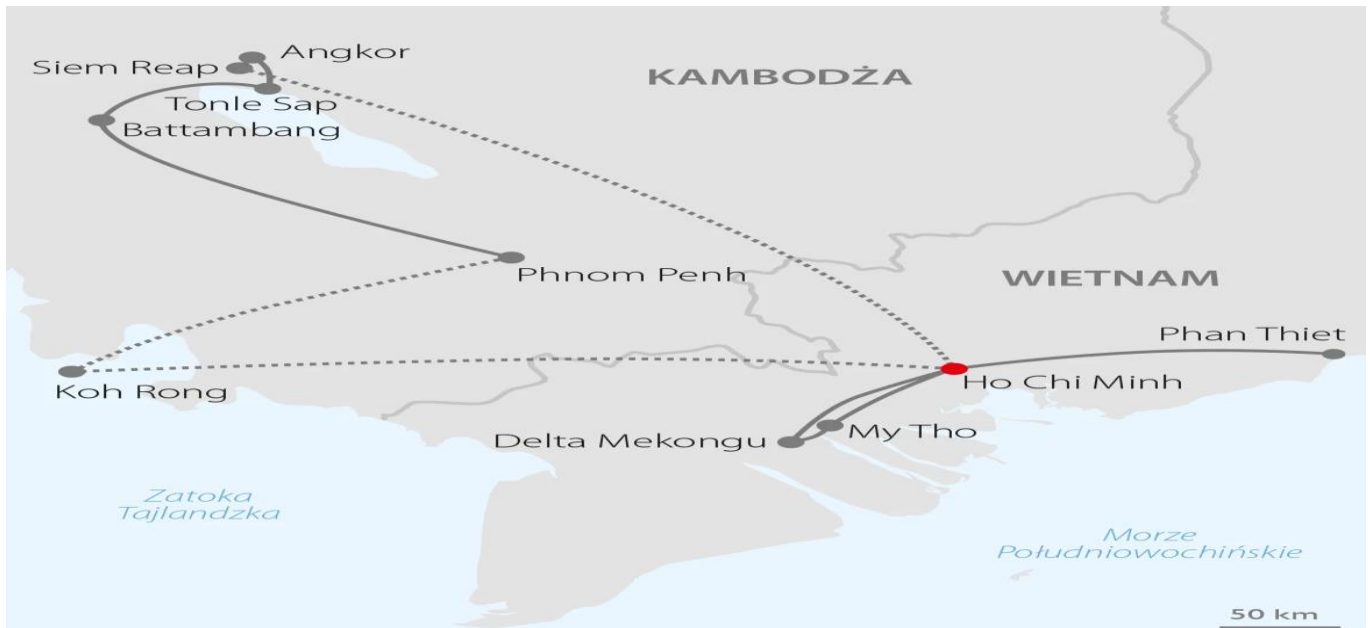 Angkor
Siem Reap
KAMBODŻA
Tonle Sap
Battambang
Phnom Penh
WIETNAM
Phan Thiet
Koh Rong
Ho Chi Minh
Delta Mekongu
My Tho
Zatoka
Tajlandzka
Morze
Południowochińskie
50 km